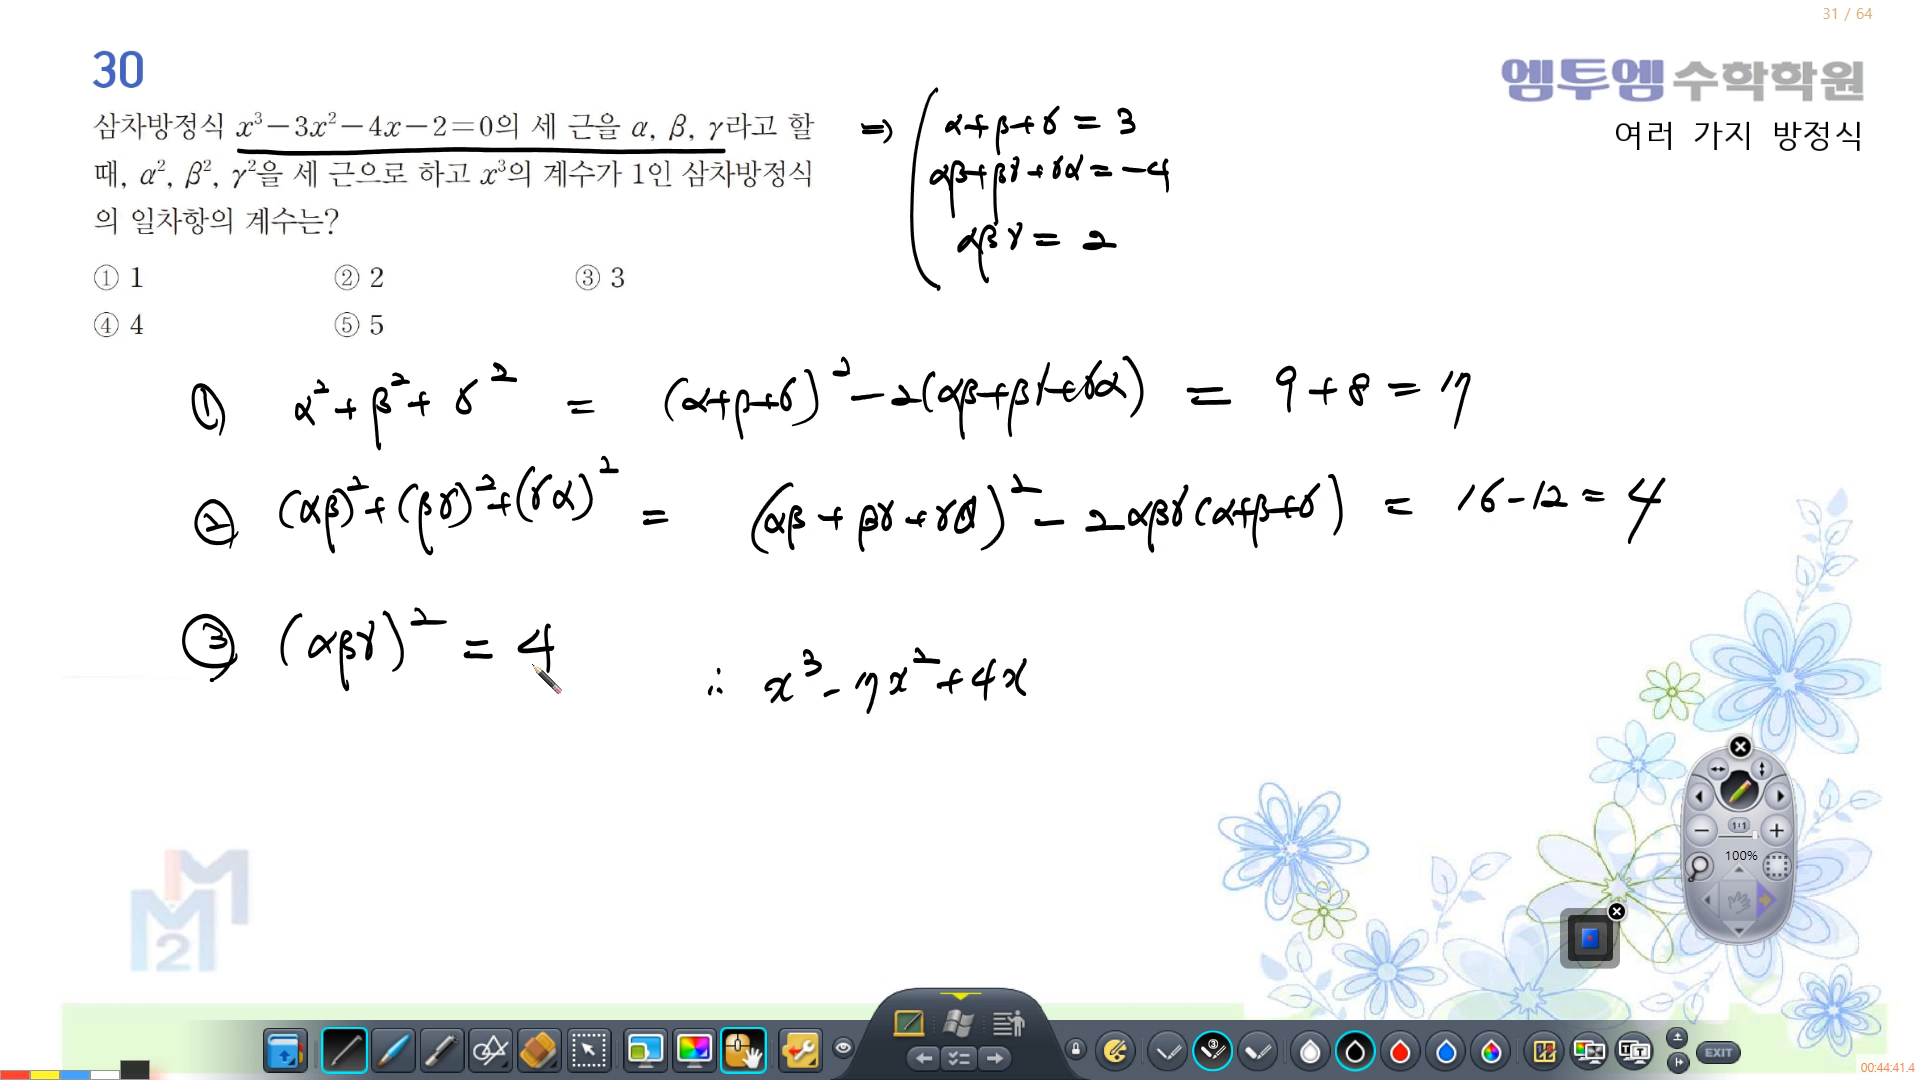 31 / 64
30
엠투엠수학학원
여러 가지 방정식
삼차방정식 x³-3x²-4x-2=0의 세 근을 α, β, γ라고 할
때, α², β², γ²을 세 근으로 하고 x³의 계수가 1인 삼차방정식
의 일차항의 계수는?
① 1 ② 2 ③ 3
④ 4 ⑤ 5
⇒ α+β+γ = 3
αβ+βγ+γα = -4
αβγ = 2
① α²+β²+γ² = (α+β+γ)² - 2(αβ+βγ+γα) = 9+8 = 17
② (αβ)²+(βγ)²+(γα)² = (αβ+βγ+γα)² - 2αβγ(α+β+γ) = 16-12 = 4
③ (αβγ)² = 4
∴ x³ - 17x² + 4x
M2M
1:1
100%
EXIT
00:44:41.4